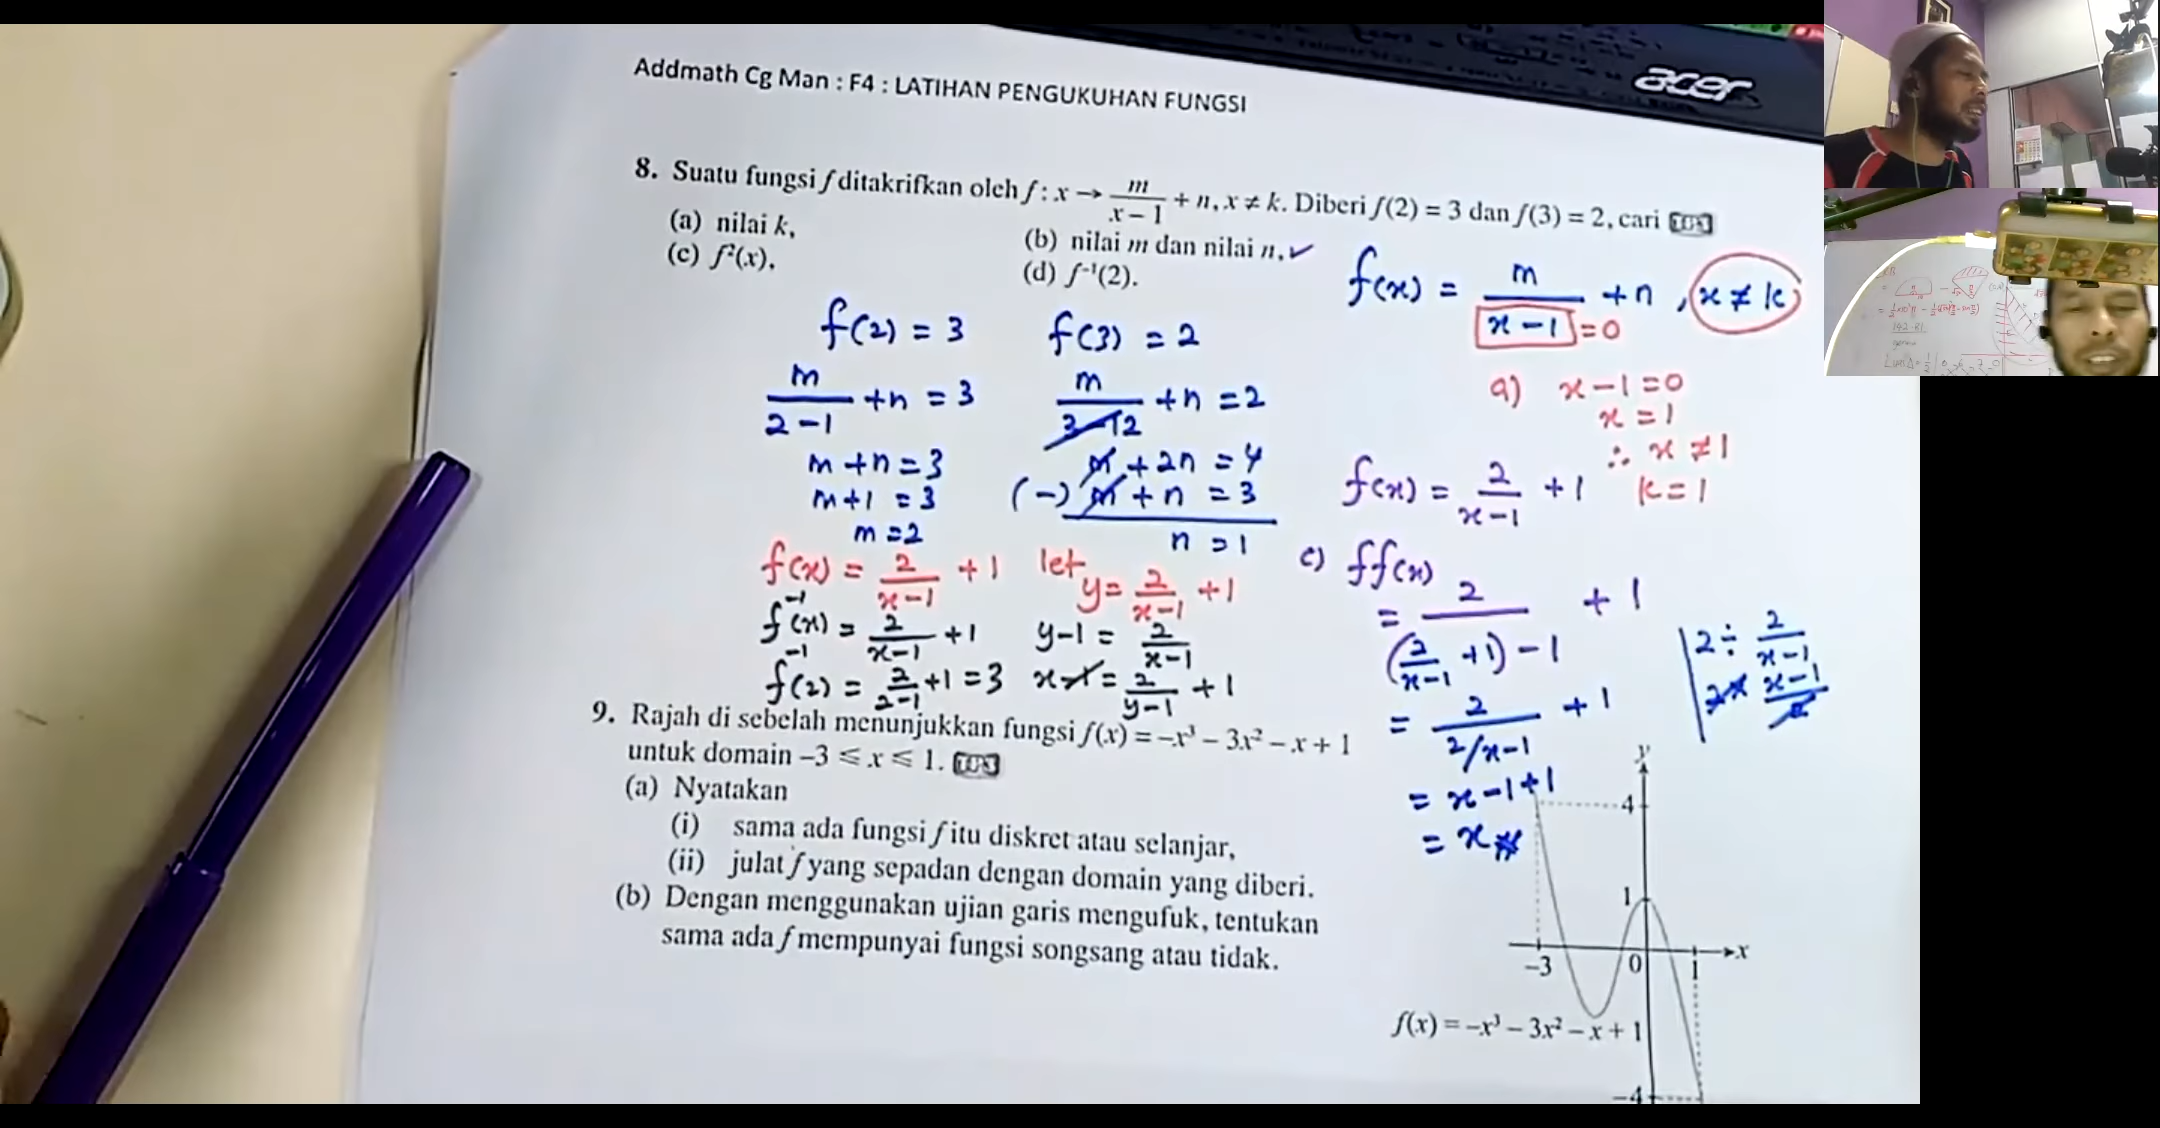 acer
Addmath Cg Man : F4 : LATIHAN PENGUKUHAN FUNGSI
8. Suatu fungsi f ditakrifkan oleh f : x → m/(x – 1) + n, x ≠ k. Diberi f(2) = 3 dan f(3) = 2, cari
(a) nilai k,
(b) nilai m dan nilai n, ✓
(c) f²(x),
(d) f⁻¹(2).
f(x) = m/(x – 1) + n , x ≠ k
x – 1 = 0
a) x – 1 = 0
x = 1
∴ x ≠ 1
k = 1
f(2) = 3
m/(2 – 1) + n = 3
m + n = 3
m + 1 = 3
m = 2
f(3) = 2
m/(3 – 1) 2 + n = 2
m + 2n = 4
(–) m + n = 3
n = 1
f(x) = 2/(x – 1) + 1
f⁻¹(x) = 2/(x – 1) + 1
f⁻¹(2) = 2/(2 – 1) + 1 = 3
let y = 2/(x – 1) + 1
y – 1 = 2/(x – 1)
x – 1 = 2/(y – 1) + 1
f(x) = 2/(x – 1) + 1
c) ff(x)
= 2/((2/(x – 1) + 1) – 1) + 1
= 2/(2/x – 1) + 1
= x – 1 + 1
= x
2 ÷ 2/(x – 1)
2 × (x – 1)/2
9. Rajah di sebelah menunjukkan fungsi f(x) = –x³ – 3x² – x + 1
untuk domain –3 ⩽ x ⩽ 1.
(a) Nyatakan
(i) sama ada fungsi f itu diskret atau selanjar,
(ii) julat f yang sepadan dengan domain yang diberi.
(b) Dengan menggunakan ujian garis mengufuk, tentukan
sama ada f mempunyai fungsi songsang atau tidak.
y
4
1
–3
0
1
x
f(x) = –x³ – 3x² – x + 1
–4